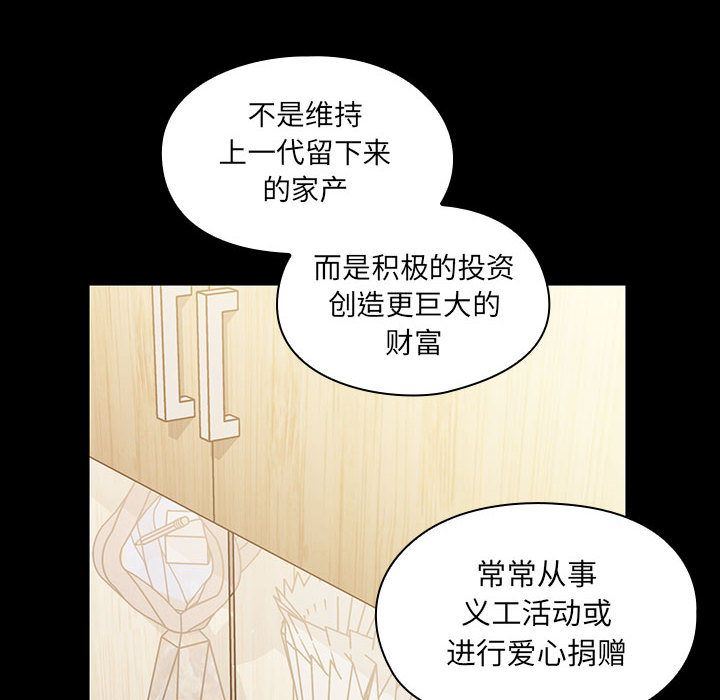 不是维持
上一代留下来
的家产
而是积极的投资
创造更巨大的
财富
常常从事
义工活动或
进行爱心捐赠